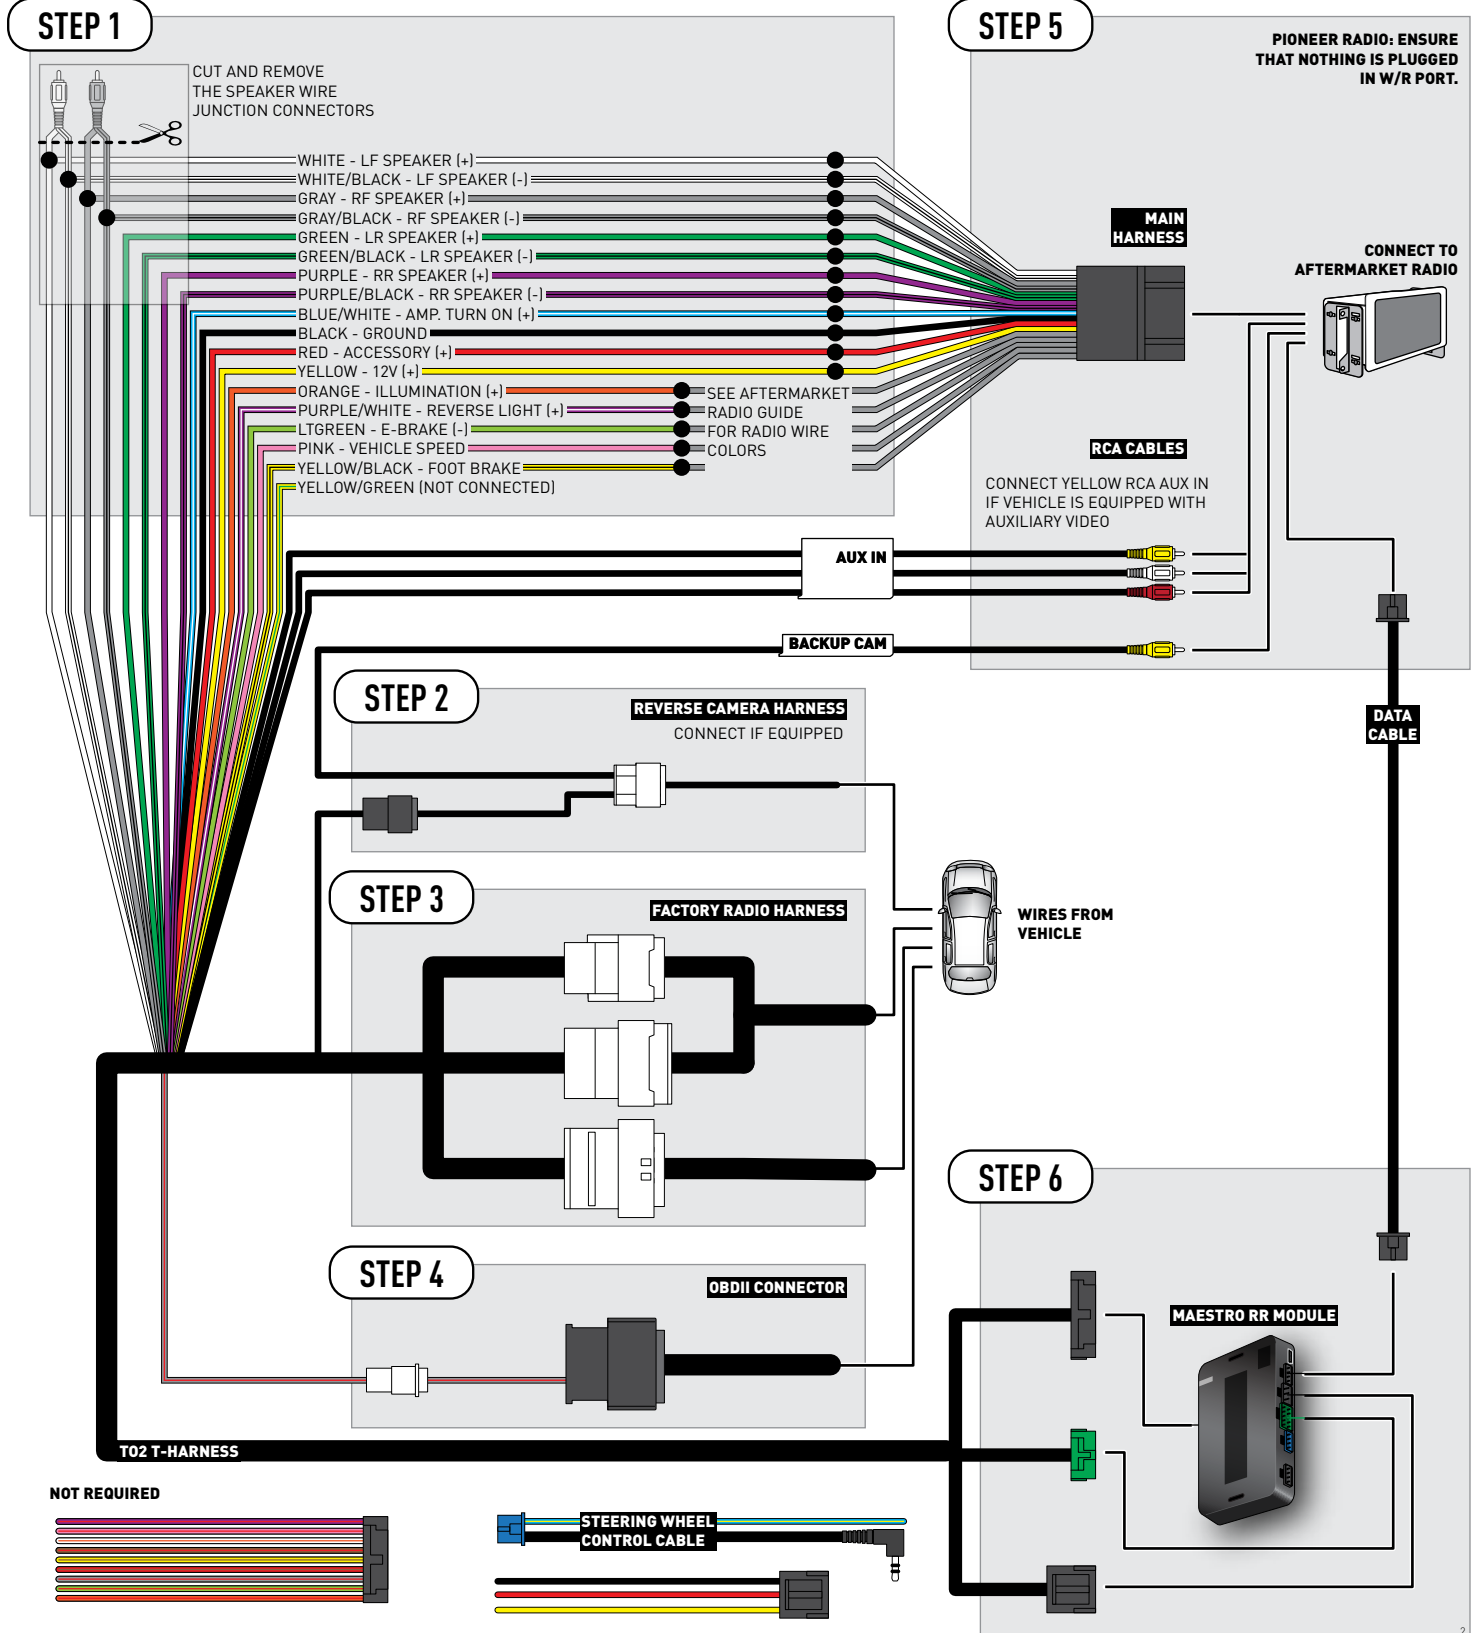 STEP 1
CUT AND REMOVE
THE SPEAKER WIRE
JUNCTION CONNECTORS
WHITE - LF SPEAKER (+)
WHITE/BLACK - LF SPEAKER (-)
GRAY - RF SPEAKER (+)
GRAY/BLACK - RF SPEAKER (-)
GREEN - LR SPEAKER (+)
GREEN/BLACK - LR SPEAKER (-)
PURPLE - RR SPEAKER (+)
PURPLE/BLACK - RR SPEAKER (-)
BLUE/WHITE - AMP. TURN ON (+)
BLACK - GROUND
RED - ACCESSORY (+)
YELLOW - 12V (+)
ORANGE - ILLUMINATION (+)
PURPLE/WHITE - REVERSE LIGHT (+)
LTGREEN - E-BRAKE (-)
PINK - VEHICLE SPEED
YELLOW/BLACK - FOOT BRAKE
YELLOW/GREEN (NOT CONNECTED)
SEE AFTERMARKET
RADIO GUIDE
FOR RADIO WIRE
COLORS
STEP 5
PIONEER RADIO: ENSURE
THAT NOTHING IS PLUGGED
IN W/R PORT.
MAIN
HARNESS
CONNECT TO
AFTERMARKET RADIO
RCA CABLES
CONNECT YELLOW RCA AUX IN
IF VEHICLE IS EQUIPPED WITH
AUXILIARY VIDEO
AUX IN
BACKUP CAM
DATA
CABLE
STEP 2
REVERSE CAMERA HARNESS
CONNECT IF EQUIPPED
STEP 3
FACTORY RADIO HARNESS
WIRES FROM
VEHICLE
STEP 4
OBDII CONNECTOR
STEP 6
MAESTRO RR MODULE
TO2 T-HARNESS
NOT REQUIRED
STEERING WHEEL
CONTROL CABLE
2